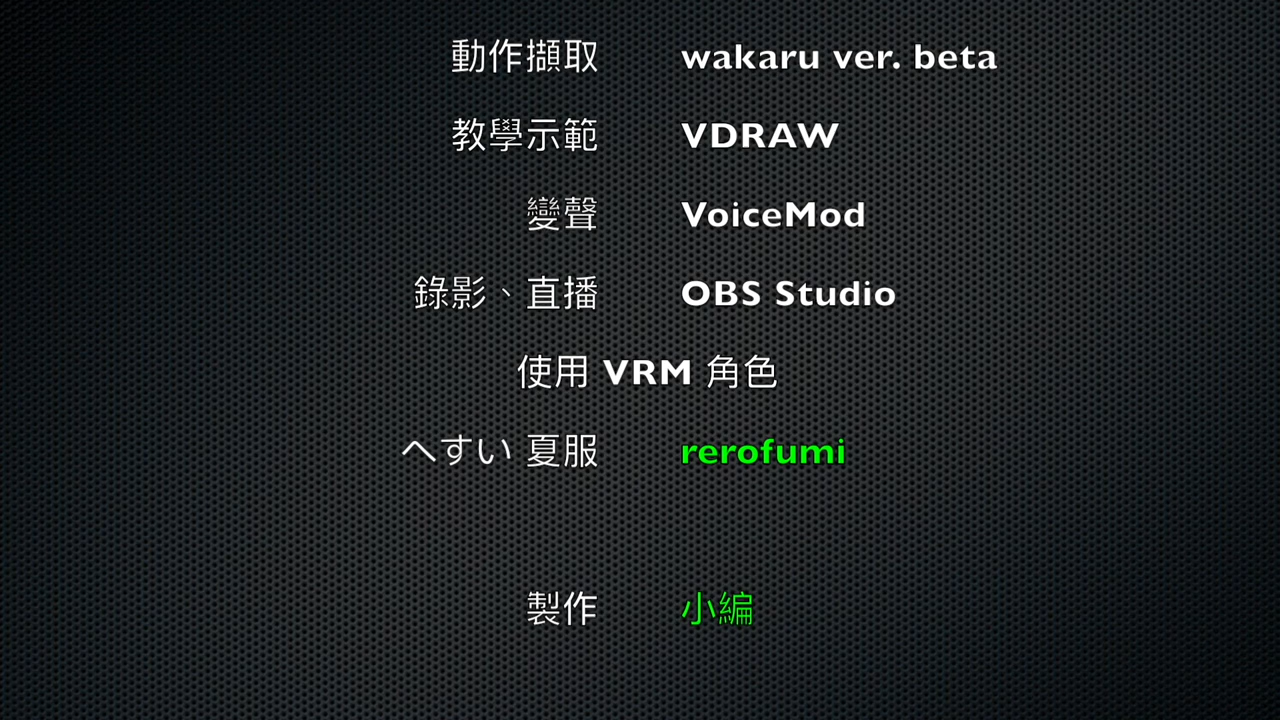 動作擷取 wakaru ver. beta
教學示範 VDRAW
變聲 VoiceMod
錄影、直播 OBS Studio
使用 VRM 角色
へすい 夏服 rerofumi
製作 小編